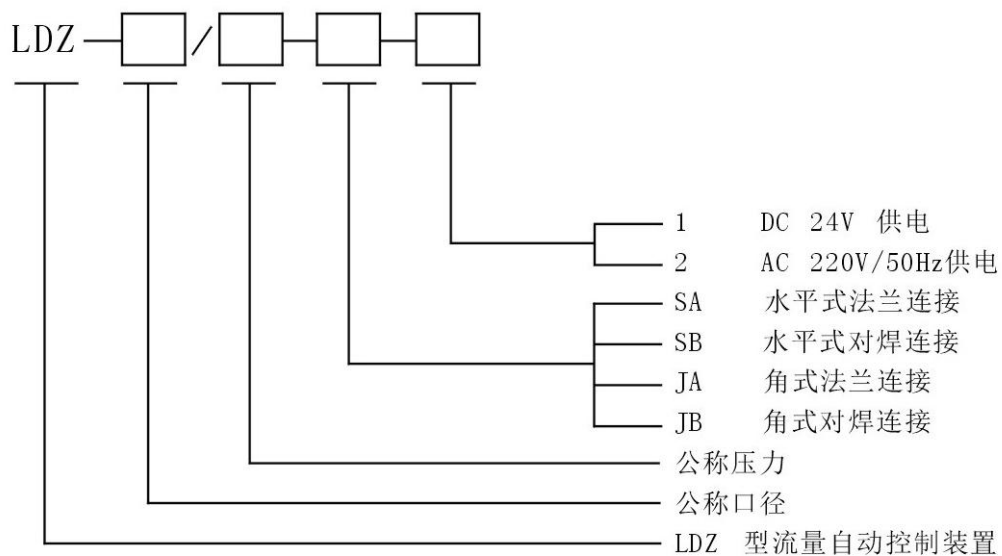 LDZ—□/□—□—□
1 DC 24V 供电
2 AC 220V/50Hz供电
SA 水平式法兰连接
SB 水平式对焊连接
JA 角式法兰连接
JB 角式对焊连接
公称压力
公称口径
LDZ 型流量自动控制装置